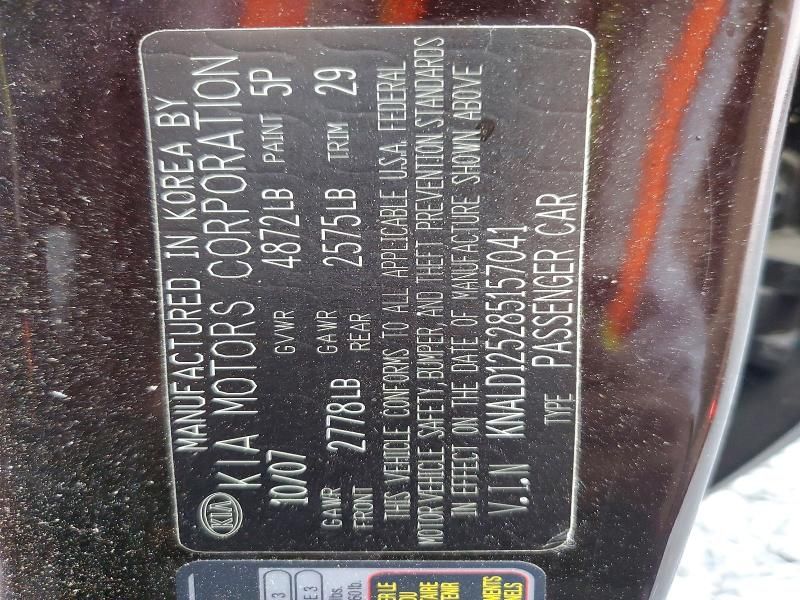 MANUFACTURED IN KOREA BY
KIA KIA MOTORS CORPORATION
10/07 GVWR 4872LB PAINT 5P
GAWR FRONT 2778LB GAWR REAR 2575LB TRIM 29
THIS VEHICLE CONFORMS TO ALL APPLICABLE U.S.A. FEDERAL
MOTOR VEHICLE SAFETY, BUMPER, AND THEFT PREVENTION STANDARDS
IN EFFECT ON THE DATE OF MANUFACTURE SHOWN ABOVE
V.I.N KNALD125285157041
TYPE PASSENGER CAR